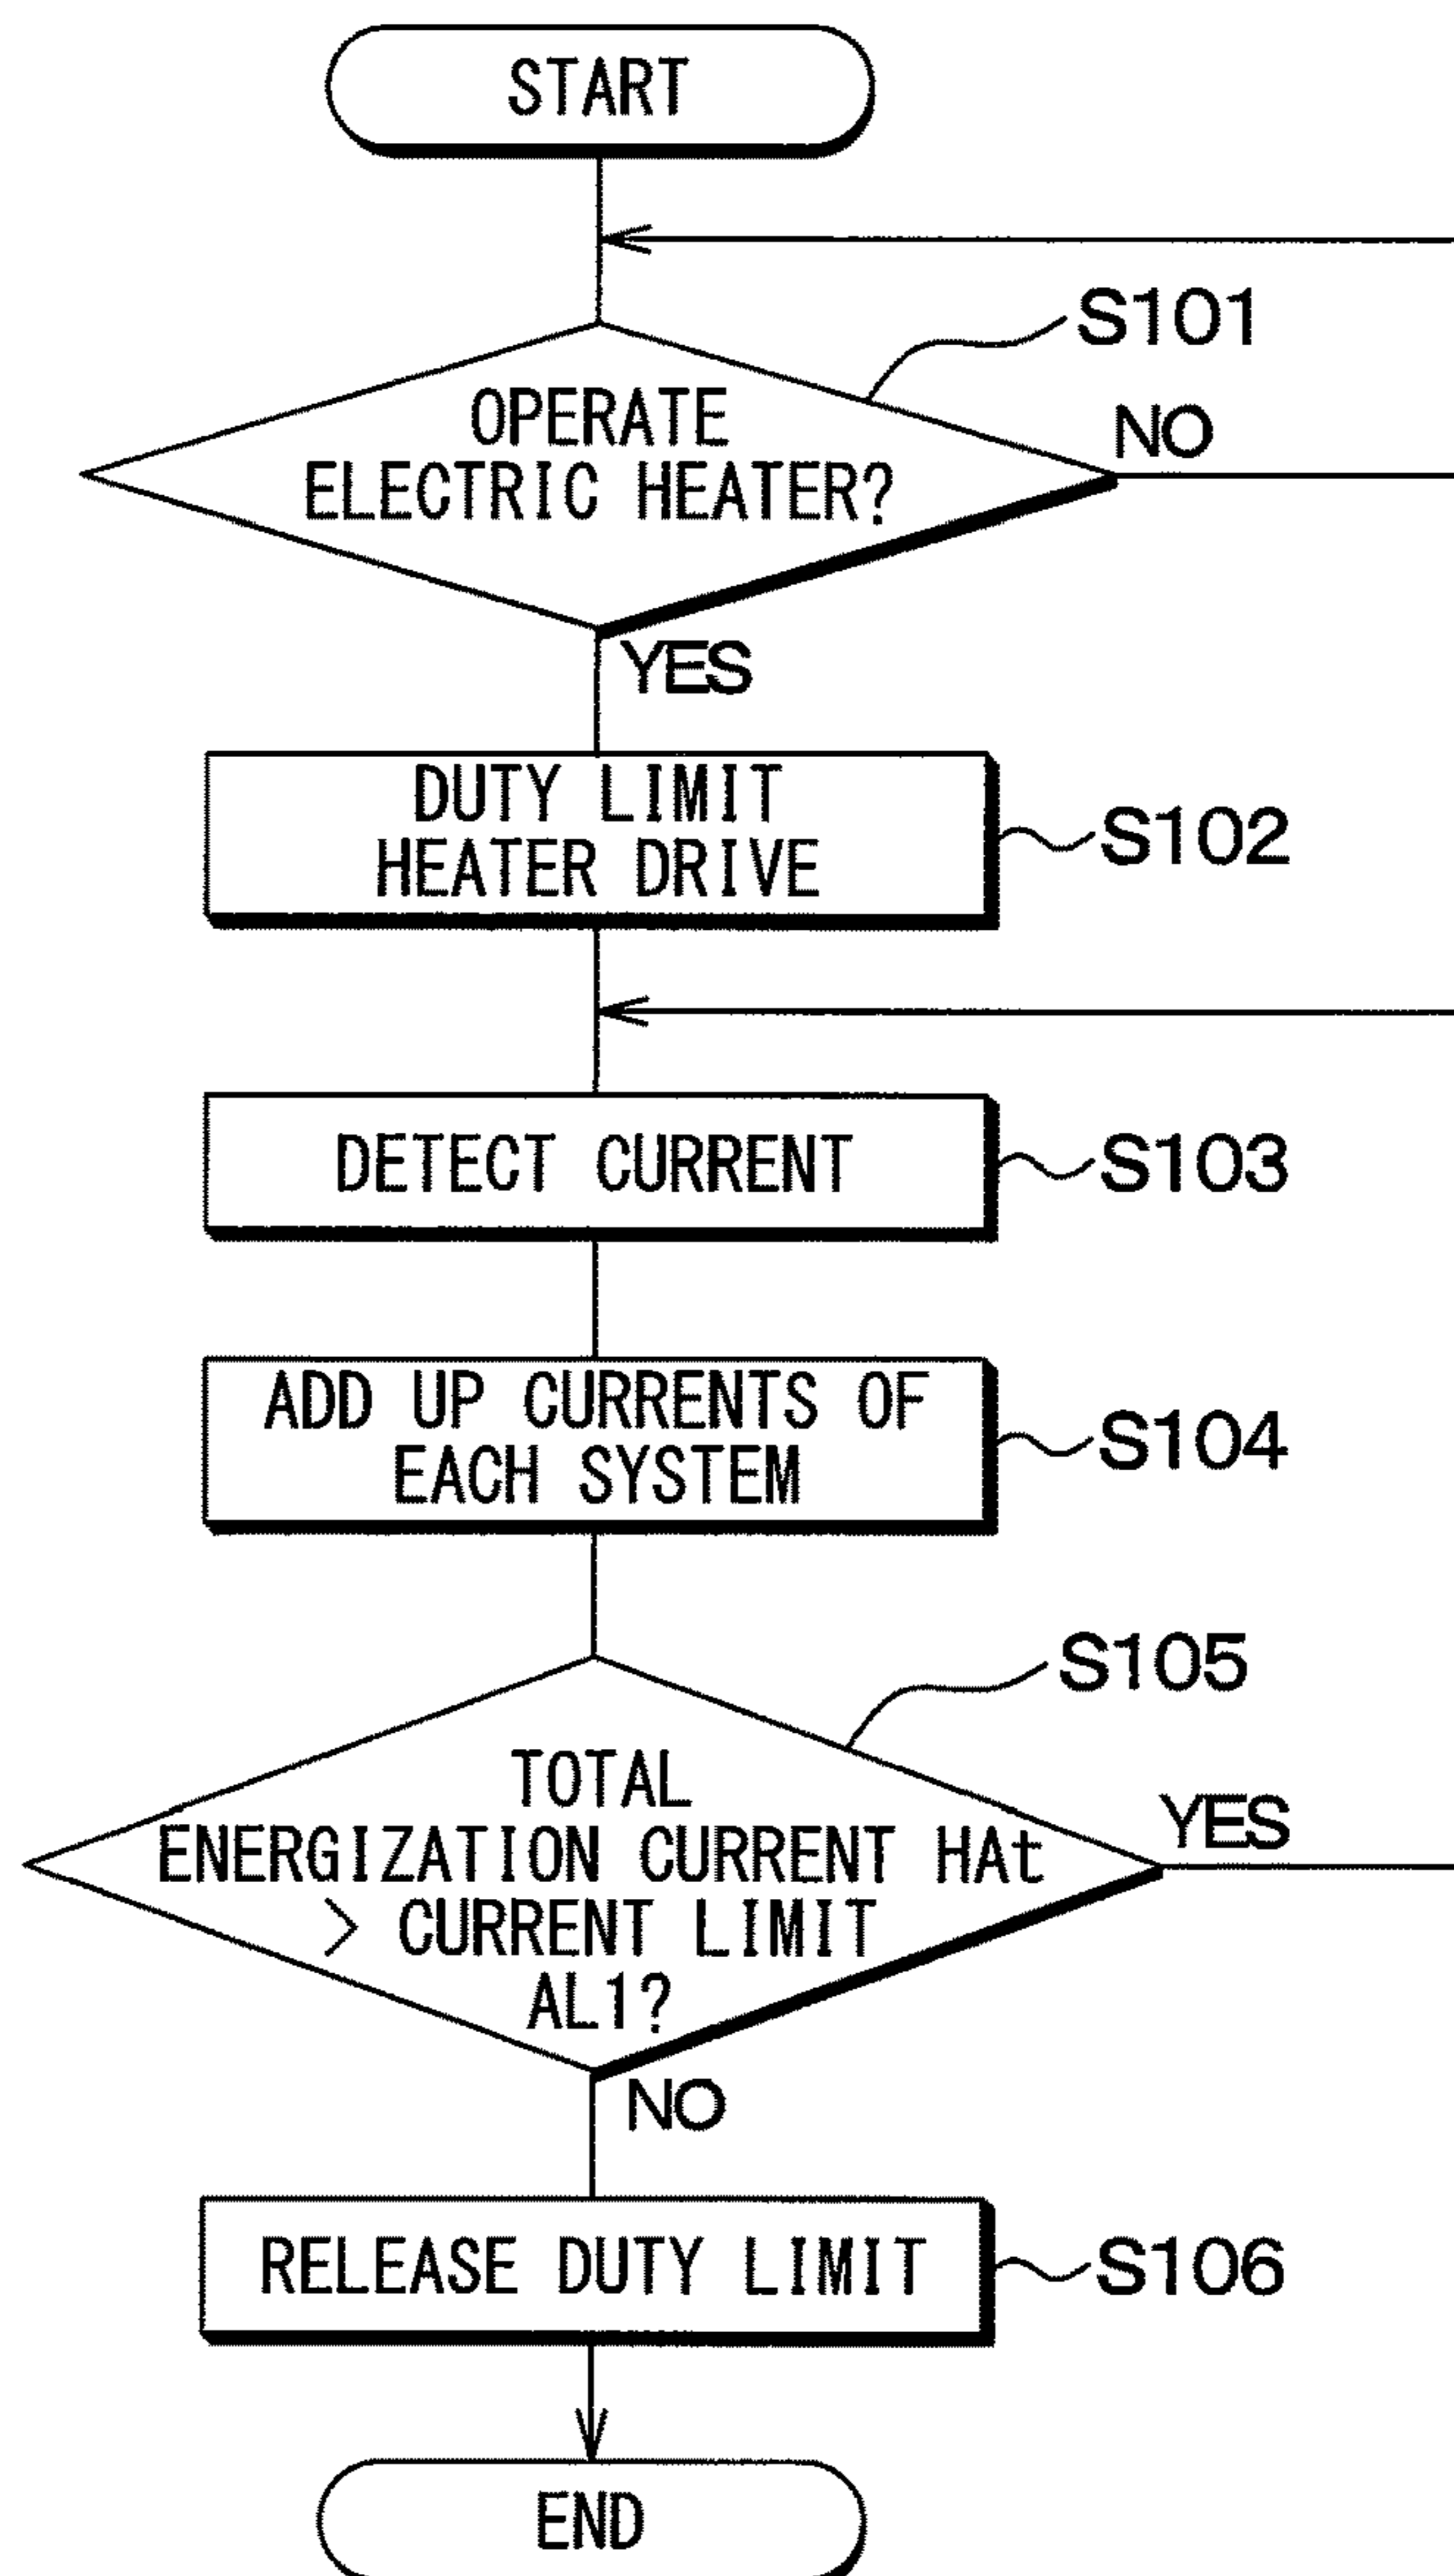 START
S101
OPERATE
ELECTRIC HEATER?
NO
YES
DUTY LIMIT
HEATER DRIVE
S102
DETECT CURRENT
S103
ADD UP CURRENTS OF
EACH SYSTEM
S104
S105
TOTAL
ENERGIZATION CURRENT HAt
> CURRENT LIMIT
AL1?
YES
NO
RELEASE DUTY LIMIT
S106
END